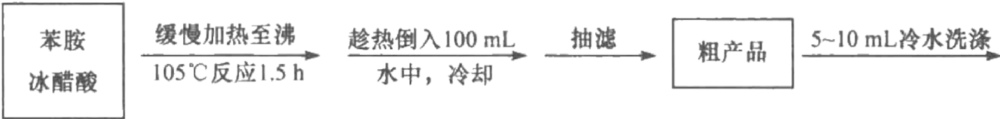 苯胺
冰醋酸
缓慢加热至沸
105℃反应1.5 h
趁热倒入100 mL
水中，冷却
抽滤
粗产品
5~10 mL冷水洗涤